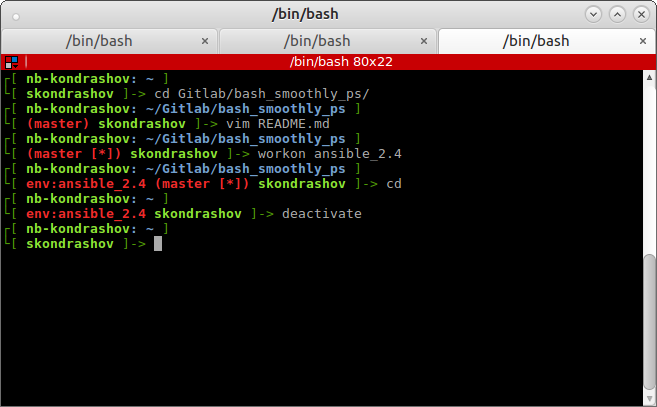 /bin/bash
/bin/bash × /bin/bash × /bin/bash ×
/bin/bash 80x22
┌[ nb-kondrashov: ~ ]
└[ skondrashov ]-> cd Gitlab/bash_smoothly_ps/
┌[ nb-kondrashov: ~/Gitlab/bash_smoothly_ps ]
└[ (master) skondrashov ]-> vim README.md
┌[ nb-kondrashov: ~/Gitlab/bash_smoothly_ps ]
└[ (master [*]) skondrashov ]-> workon ansible_2.4
┌[ nb-kondrashov: ~/Gitlab/bash_smoothly_ps ]
└[ env:ansible_2.4 (master [*]) skondrashov ]-> cd
┌[ nb-kondrashov: ~ ]
└[ env:ansible_2.4 skondrashov ]-> deactivate
┌[ nb-kondrashov: ~ ]
└[ skondrashov ]->